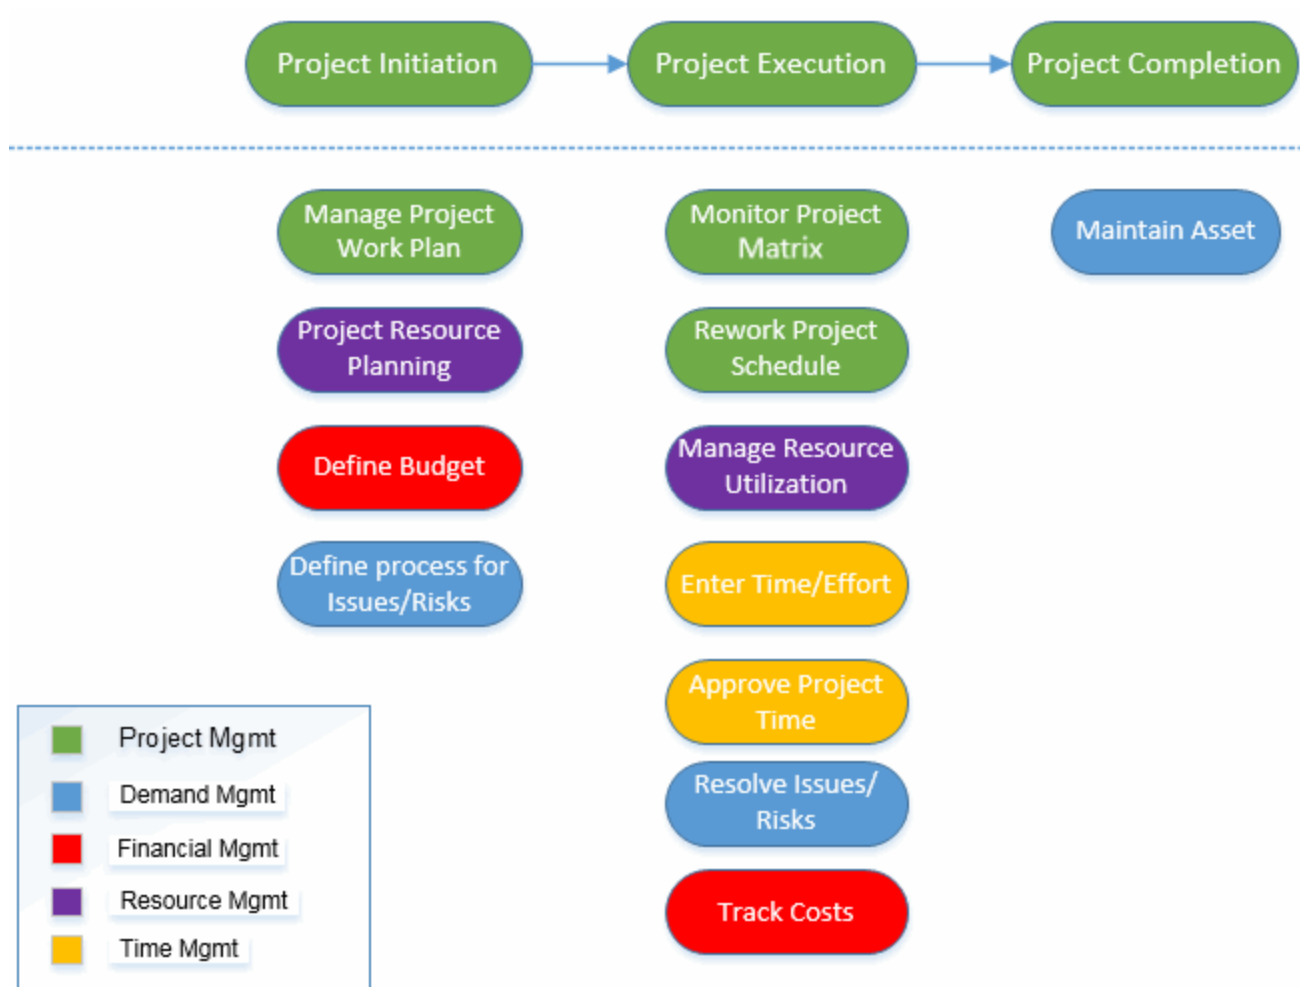 Project Initiation
Project Execution
Project Completion
Manage Project
Work Plan
Project Resource
Planning
Define Budget
Define process for
Issues/Risks
Monitor Project
Matrix
Rework Project
Schedule
Manage Resource
Utilization
Enter Time/Effort
Approve Project
Time
Resolve Issues/
Risks
Track Costs
Maintain Asset
Project Mgmt
Demand Mgmt
Financial Mgmt
Resource Mgmt
Time Mgmt